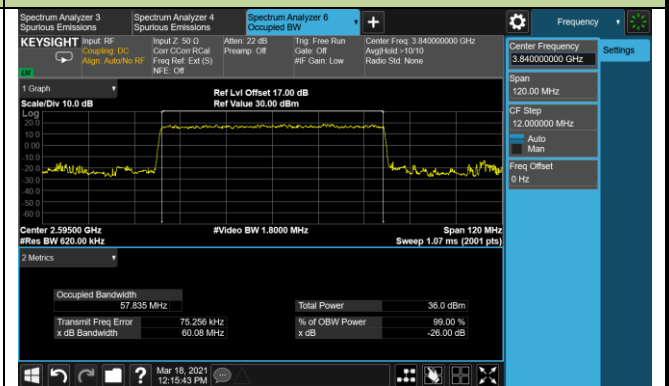 Spectrum Analyzer 3 Spurious Emissions
Spectrum Analyzer 4 Spurious Emissions
Spectrum Analyzer 6 Occupied BW
+
Frequency
KEYSIGHT
Input: RF
Coupling: DC
Align: Auto/No RF
Input Z: 50 Ω
Corr CCorr RCal
Freq Ref: Ext (S)
NFE: Off
Atten: 22 dB
Preamp: Off
Trig: Free Run
Gate: Off
#IF Gain: Low
Center Freq: 3.840000000 GHz
Avg|Hold:>10/10
Radio Std: None
LXI
1 Graph
Scale/Div 10.0 dB
Ref Lvl Offset 17.00 dB
Ref Value 30.00 dBm
Log
20.0
10.0
0.00
-10.0
-20.0
-30.0
-40.0
-50.0
-60.0
Center 2.59500 GHz
#Video BW 1.8000 MHz
Span 120 MHz
#Res BW 620.00 kHz
Sweep 1.07 ms (2001 pts)
2 Metrics
Occupied Bandwidth
57.835 MHz
Total Power 36.0 dBm
Transmit Freq Error 75.256 kHz
% of OBW Power 99.00 %
x dB Bandwidth 60.08 MHz
x dB -26.00 dB
Mar 18, 2021
12:15:43 PM
Center Frequency
3.840000000 GHz
Settings
Span
120.00 MHz
CF Step
12.000000 MHz
Auto
Man
Freq Offset
0 Hz